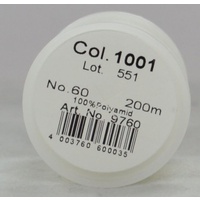 Col. 1001
Lot. 551
No. 60 200m
100% Polyamid
Art. No. 9760
4 003760 600035